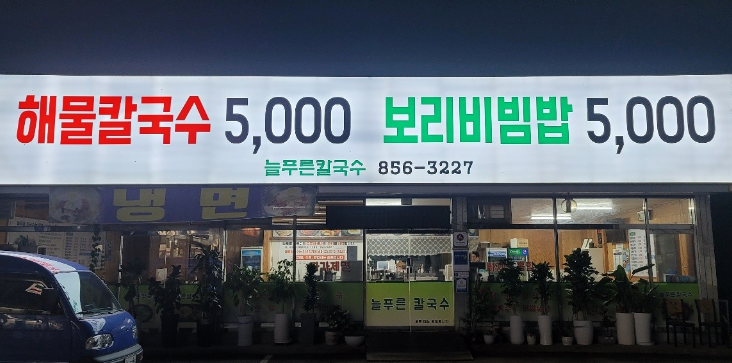 해물칼국수 5,000 보리비빔밥 5,000
늘푸른칼국수 856-3227
냉면
늘푸른 칼국수